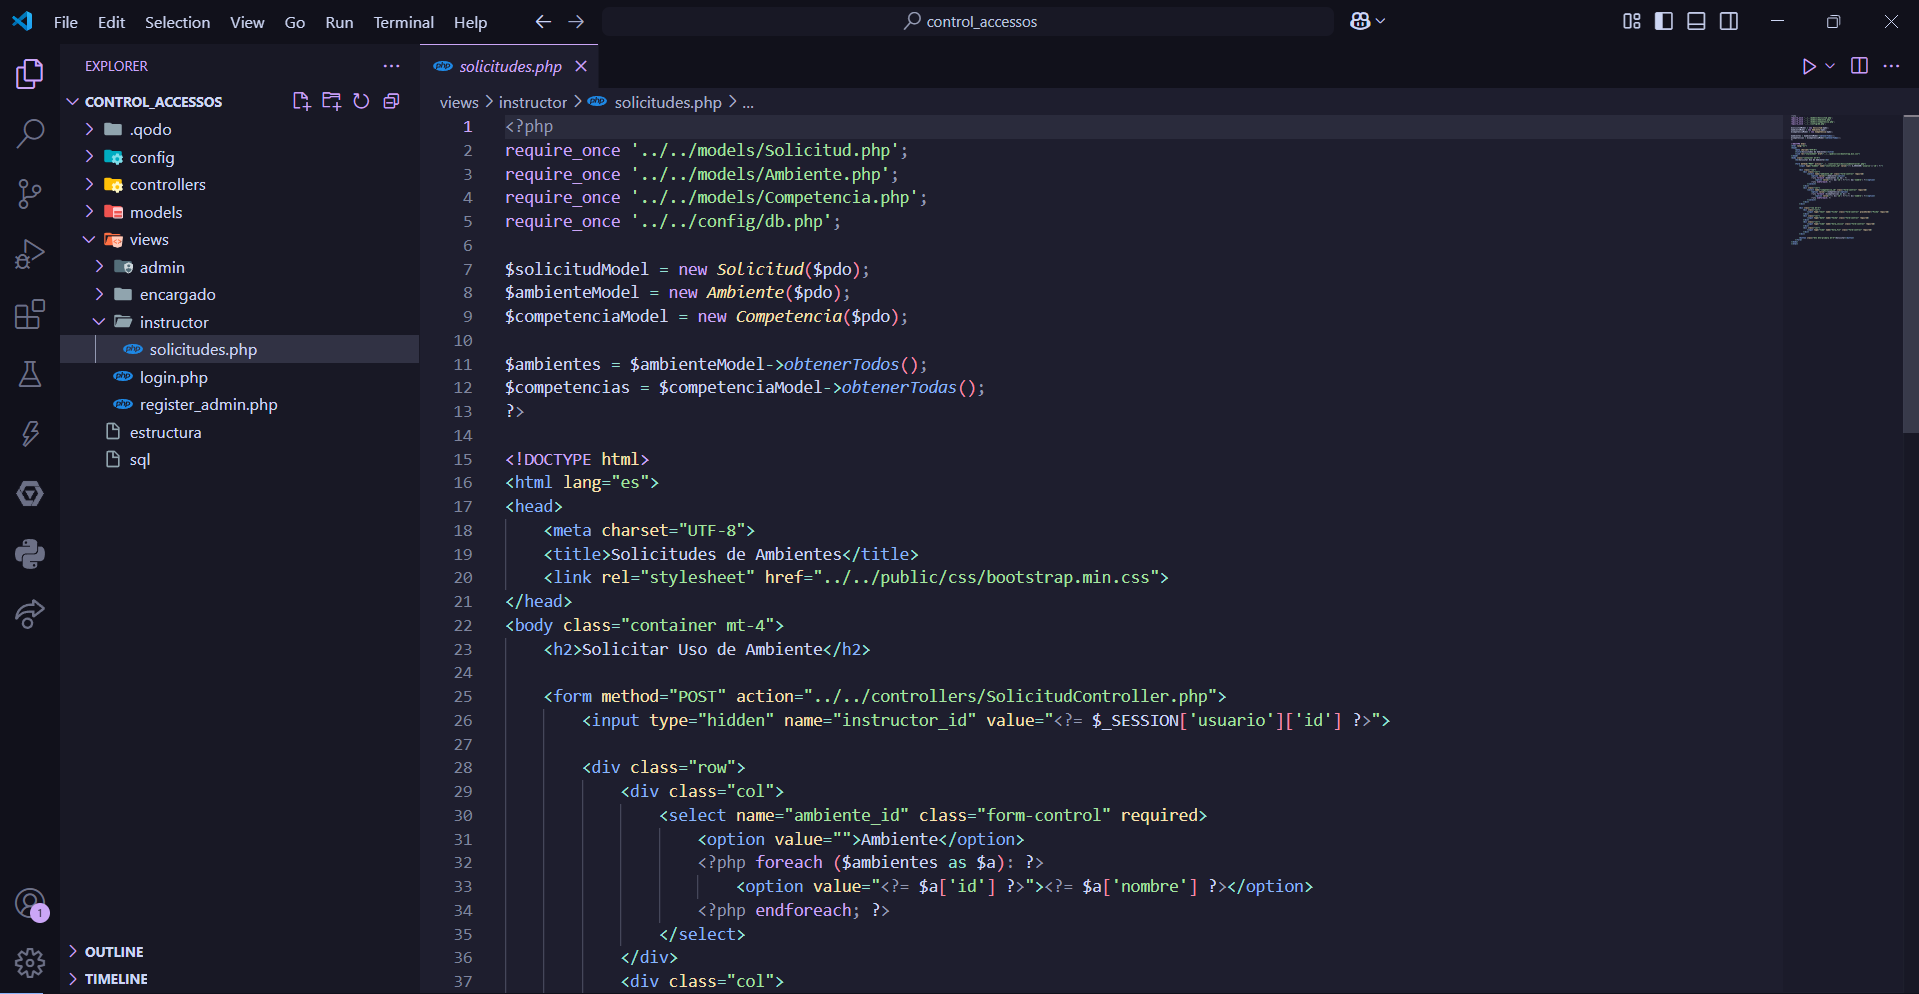 File Edit Selection View Go Run Terminal Help control_accessos
EXPLORER
CONTROL_ACCESSOS
.qodo
config
controllers
models
views
admin
encargado
instructor
solicitudes.php
login.php
register_admin.php
estructura
sql
OUTLINE
TIMELINE
1
php solicitudes.php
views > instructor > php solicitudes.php > ...
1 <?php
2 require_once '../../models/Solicitud.php';
3 require_once '../../models/Ambiente.php';
4 require_once '../../models/Competencia.php';
5 require_once '../../config/db.php';
6
7 $solicitudModel = new Solicitud($pdo);
8 $ambienteModel = new Ambiente($pdo);
9 $competenciaModel = new Competencia($pdo);
10
11 $ambientes = $ambienteModel->obtenerTodos();
12 $competencias = $competenciaModel->obtenerTodas();
13 ?>
14
15 <!DOCTYPE html>
16 <html lang="es">
17 <head>
18 <meta charset="UTF-8">
19 <title>Solicitudes de Ambientes</title>
20 <link rel="stylesheet" href="../../public/css/bootstrap.min.css">
21 </head>
22 <body class="container mt-4">
23 <h2>Solicitar Uso de Ambiente</h2>
24
25 <form method="POST" action="../../controllers/SolicitudController.php">
26 <input type="hidden" name="instructor_id" value="<?= $_SESSION['usuario']['id'] ?>">
27
28 <div class="row">
29 <div class="col">
30 <select name="ambiente_id" class="form-control" required>
31 <option value="">Ambiente</option>
32 <?php foreach ($ambientes as $a): ?>
33 <option value="<?= $a['id'] ?>"><?= $a['nombre'] ?></option>
34 <?php endforeach; ?>
35 </select>
36 </div>
37 <div class="col">